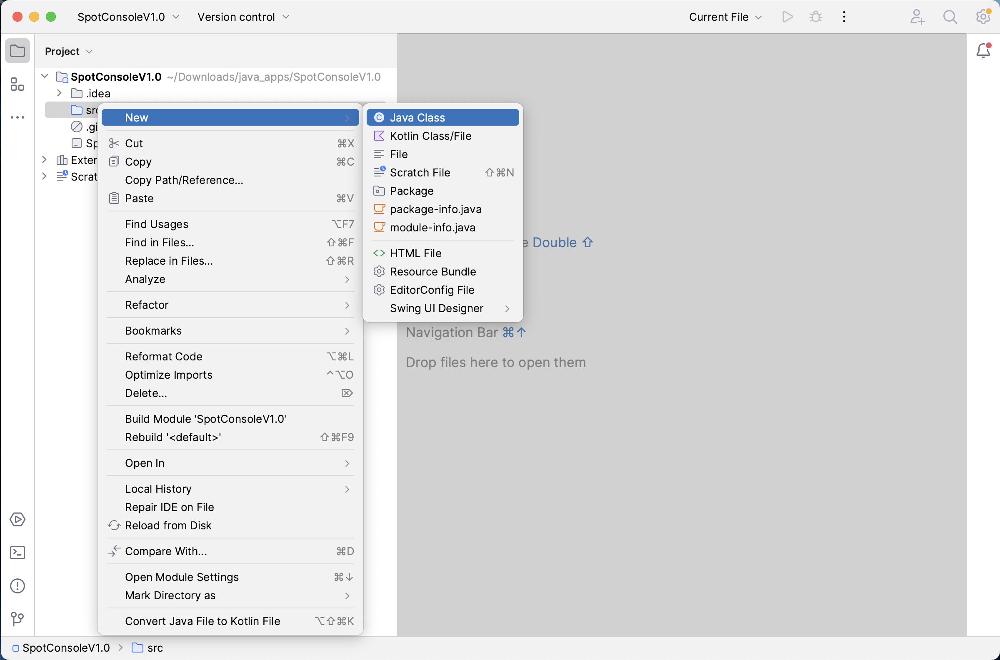 SpotConsoleV1.0 Version control Current File
Project
SpotConsoleV1.0 ~/Downloads/java_apps/SpotConsoleV1.0
.idea
src
.gi
Sp
Exter
Scrat
New
Cut ⌘X
Copy ⌘C
Copy Path/Reference...
Paste ⌘V
Find Usages ⌥F7
Find in Files... ⇧⌘F
Replace in Files... ⇧⌘R
Analyze
Refactor
Bookmarks
Reformat Code ⌥⌘L
Optimize Imports ^⌥O
Delete... ⌦
Build Module 'SpotConsoleV1.0'
Rebuild '<default>' ⇧⌘F9
Open In
Local History
Repair IDE on File
Reload from Disk
Compare With... ⌘D
Open Module Settings ⌘↓
Mark Directory as
Convert Java File to Kotlin File ⌥⇧⌘K
Java Class
Kotlin Class/File
File
Scratch File ⇧⌘N
Package
package-info.java
module-info.java
HTML File
Resource Bundle
EditorConfig File
Swing UI Designer
e Double ⇧
Navigation Bar ⌘↑
Drop files here to open them
SpotConsoleV1.0 > src